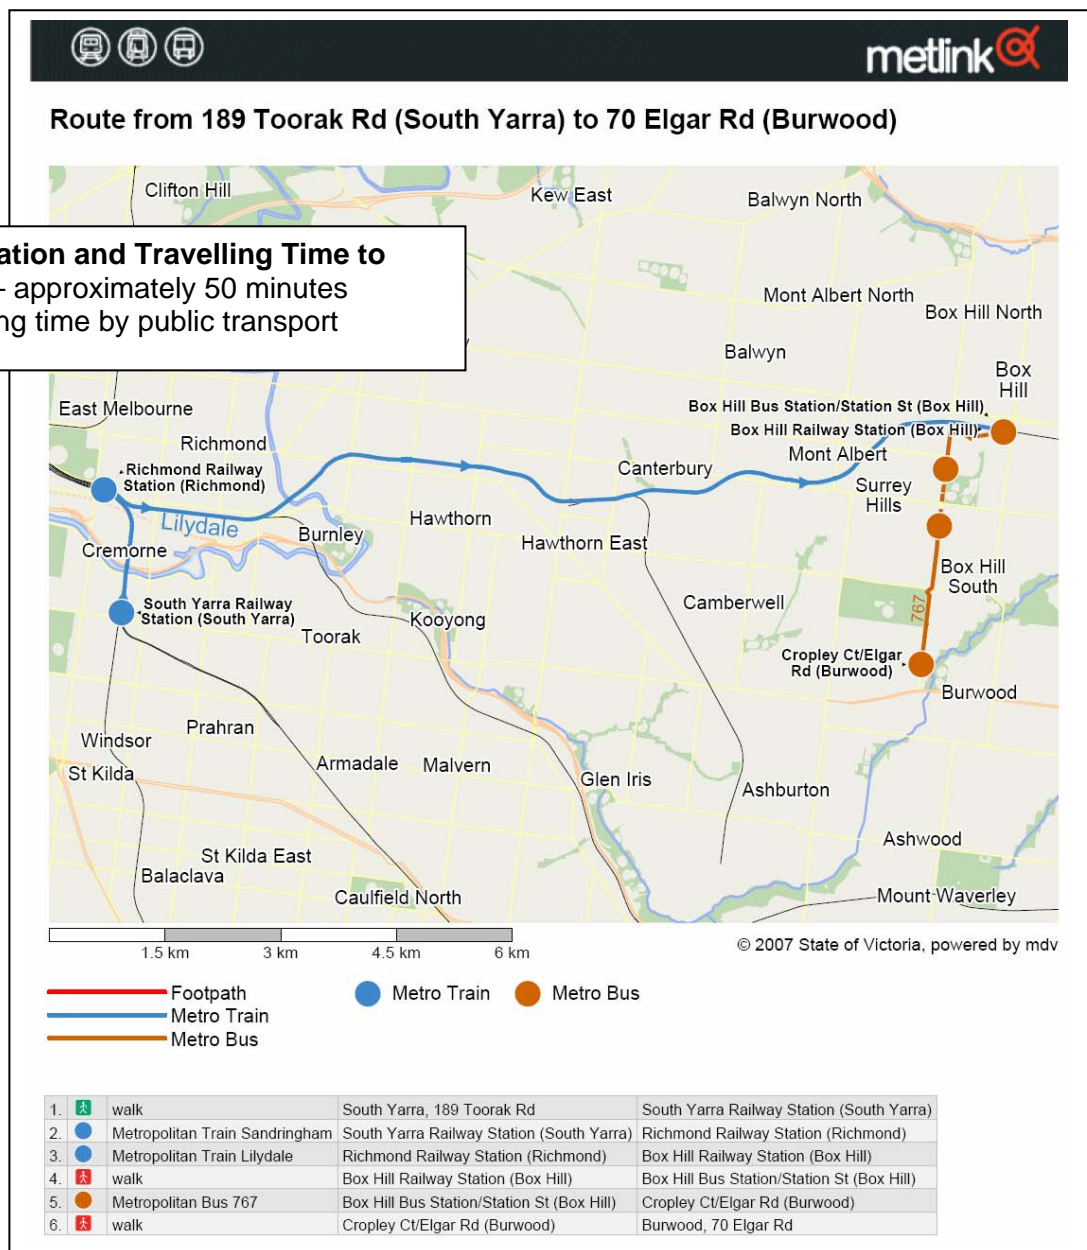 metlink
Route from 189 Toorak Rd (South Yarra) to 70 Elgar Rd (Burwood)
Clifton Hill
Kew East
Balwyn North
ation and Travelling Time to
- approximately 50 minutes
ng time by public transport
Mont Albert North
Box Hill North
Balwyn
Box
Hill
East Melbourne
Box Hill Bus Station/Station St (Box Hill)
Box Hill Railway Station (Box Hill)
Richmond
Mont Albert
Richmond Railway
Station (Richmond)
Canterbury
Surrey
Hills
Lilydale
Hawthorn
Burnley
Hawthorn East
Cremorne
Box Hill
South
South Yarra Railway
Station (South Yarra)
Camberwell
767
Kooyong
Toorak
Cropley Ct/Elgar
Rd (Burwood)
Burwood
Prahran
Windsor
Armadale
Malvern
St Kilda
Glen Iris
Ashburton
Ashwood
St Kilda East
Balaclava
Caulfield North
Mount Waverley
1.5 km 3 km 4.5 km 6 km
© 2007 State of Victoria, powered by mdv
Footpath
Metro Train
Metro Bus
Metro Train
Metro Bus
1. walk South Yarra, 189 Toorak Rd South Yarra Railway Station (South Yarra)
2. Metropolitan Train Sandringham South Yarra Railway Station (South Yarra) Richmond Railway Station (Richmond)
3. Metropolitan Train Lilydale Richmond Railway Station (Richmond) Box Hill Railway Station (Box Hill)
4. walk Box Hill Railway Station (Box Hill) Box Hill Bus Station/Station St (Box Hill)
5. Metropolitan Bus 767 Box Hill Bus Station/Station St (Box Hill) Cropley Ct/Elgar Rd (Burwood)
6. walk Cropley Ct/Elgar Rd (Burwood) Burwood, 70 Elgar Rd